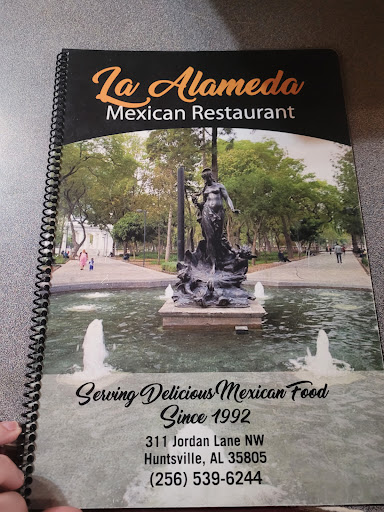 La Alameda
Mexican Restaurant
Serving Delicious Mexican Food
Since 1992
311 Jordan Lane NW
Huntsville, AL 35805
(256) 539-6244